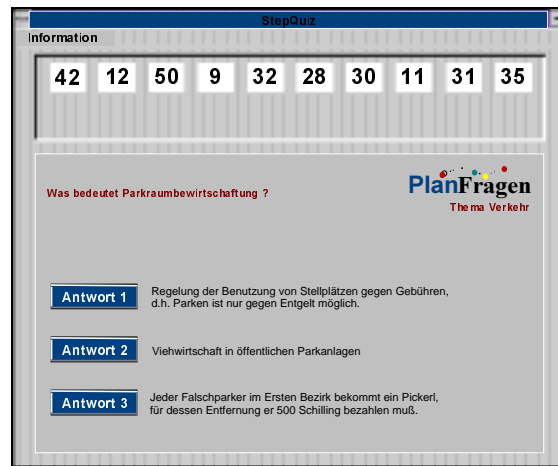 StepQuiz
Information
42 12 50 9 32 28 30 11 31 35
PlanFragen
Was bedeutet Parkraumbewirtschaftung ?
Thema Verkehr
Antwort 1
Regelung der Benutzung von Stellplätzen gegen Gebühren,
d.h. Parken ist nur gegen Entgelt möglich.
Antwort 2
Viehwirtschaft in öffentlichen Parkanlagen
Antwort 3
Jeder Falschparker im Ersten Bezirk bekommt ein Pickerl,
für dessen Entfernung er 500 Schilling bezahlen muß.